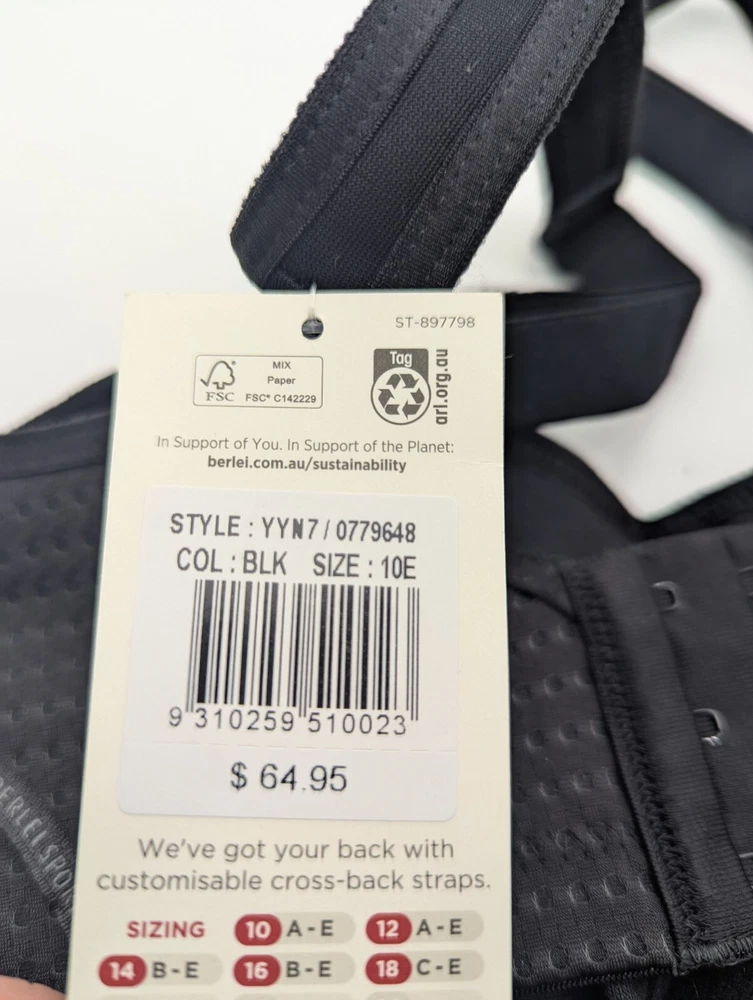 ST-897798
FSC
MIX
Paper
FSC® C142229
Tag
arl.org.au
In Support of You. In Support of the Planet:
berlei.com.au/sustainability
STYLE : YYN7 / 0779648
COL : BLK SIZE : 10E
9 310259 510023
$ 64.95
We've got your back with
customisable cross-back straps.
SIZING 10 A - E 12 A - E
14 B - E 16 B - E 18 C - E